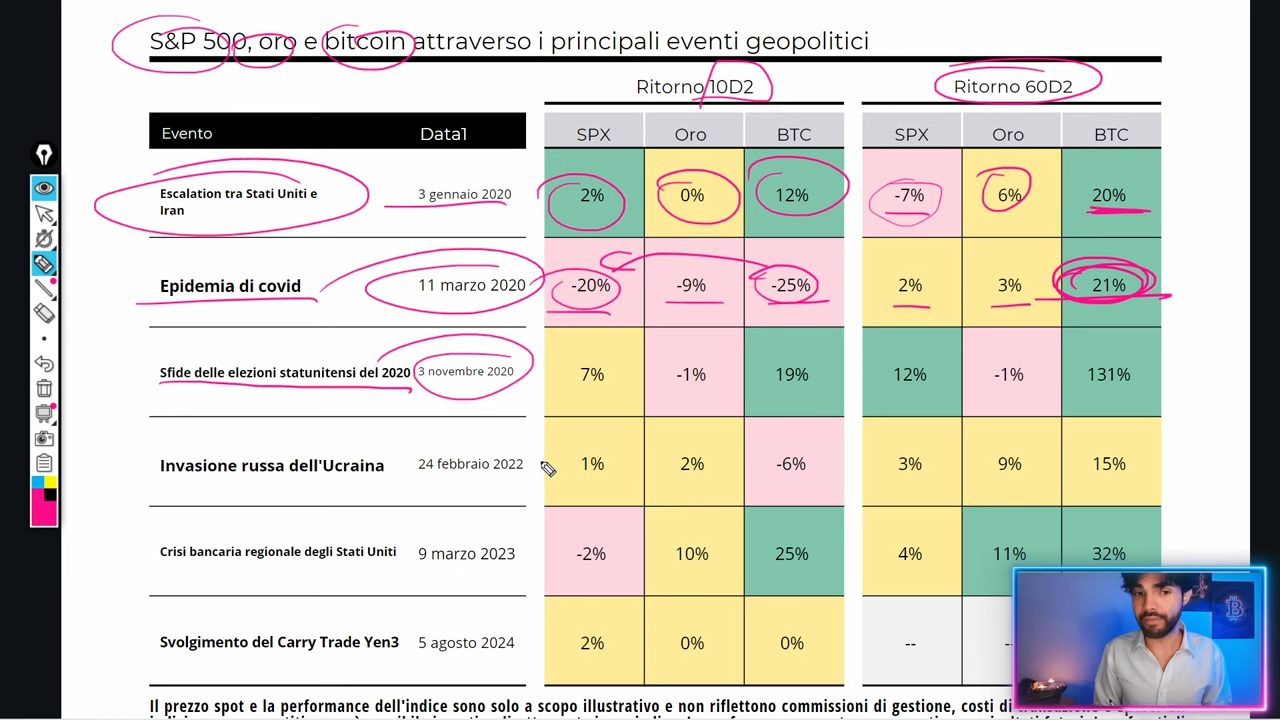 S&P 500, oro e bitcoin attraverso i principali eventi geopolitici
Ritorno 10D2 Ritorno 60D2
Evento Data1 SPX Oro BTC SPX Oro BTC
Escalation tra Stati Uniti e
Iran
3 gennaio 2020 2% 0% 12% -7% 6% 20%
Epidemia di covid 11 marzo 2020 -20% -9% -25% 2% 3% 21%
Sfide delle elezioni statunitensi del 2020 3 novembre 2020 7% -1% 19% 12% -1% 131%
Invasione russa dell'Ucraina 24 febbraio 2022 1% 2% -6% 3% 9% 15%
Crisi bancaria regionale degli Stati Uniti 9 marzo 2023 -2% 10% 25% 4% 11% 32%
Svolgimento del Carry Trade Yen3 5 agosto 2024 2% 0% 0% -- --
Il prezzo spot e la performance dell'indice sono solo a scopo illustrativo e non riflettono commissioni di gestione, costi di